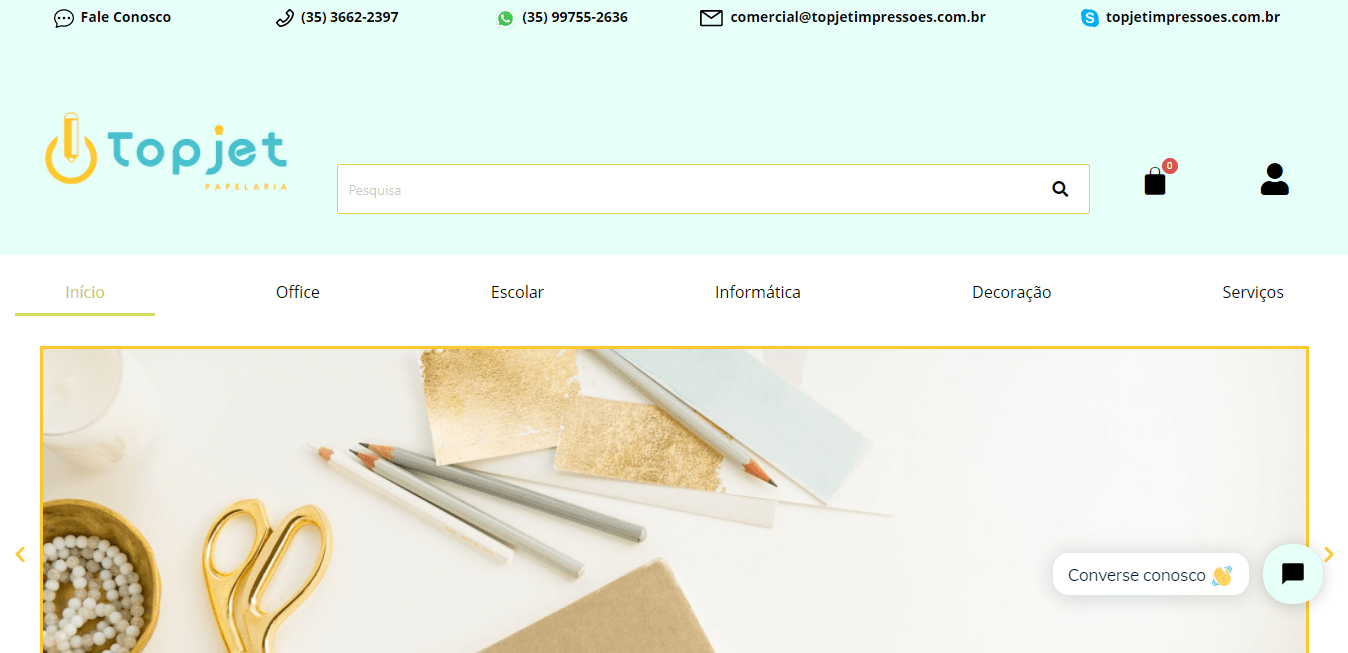 Fale Conosco
(35) 3662-2397
(35) 99755-2636
comercial@topjetimpressoes.com.br
topjetimpressoes.com.br
Topjet
PAPELARIA
Pesquisa
0
Início
Office
Escolar
Informática
Decoração
Serviços
Converse conosco 👋